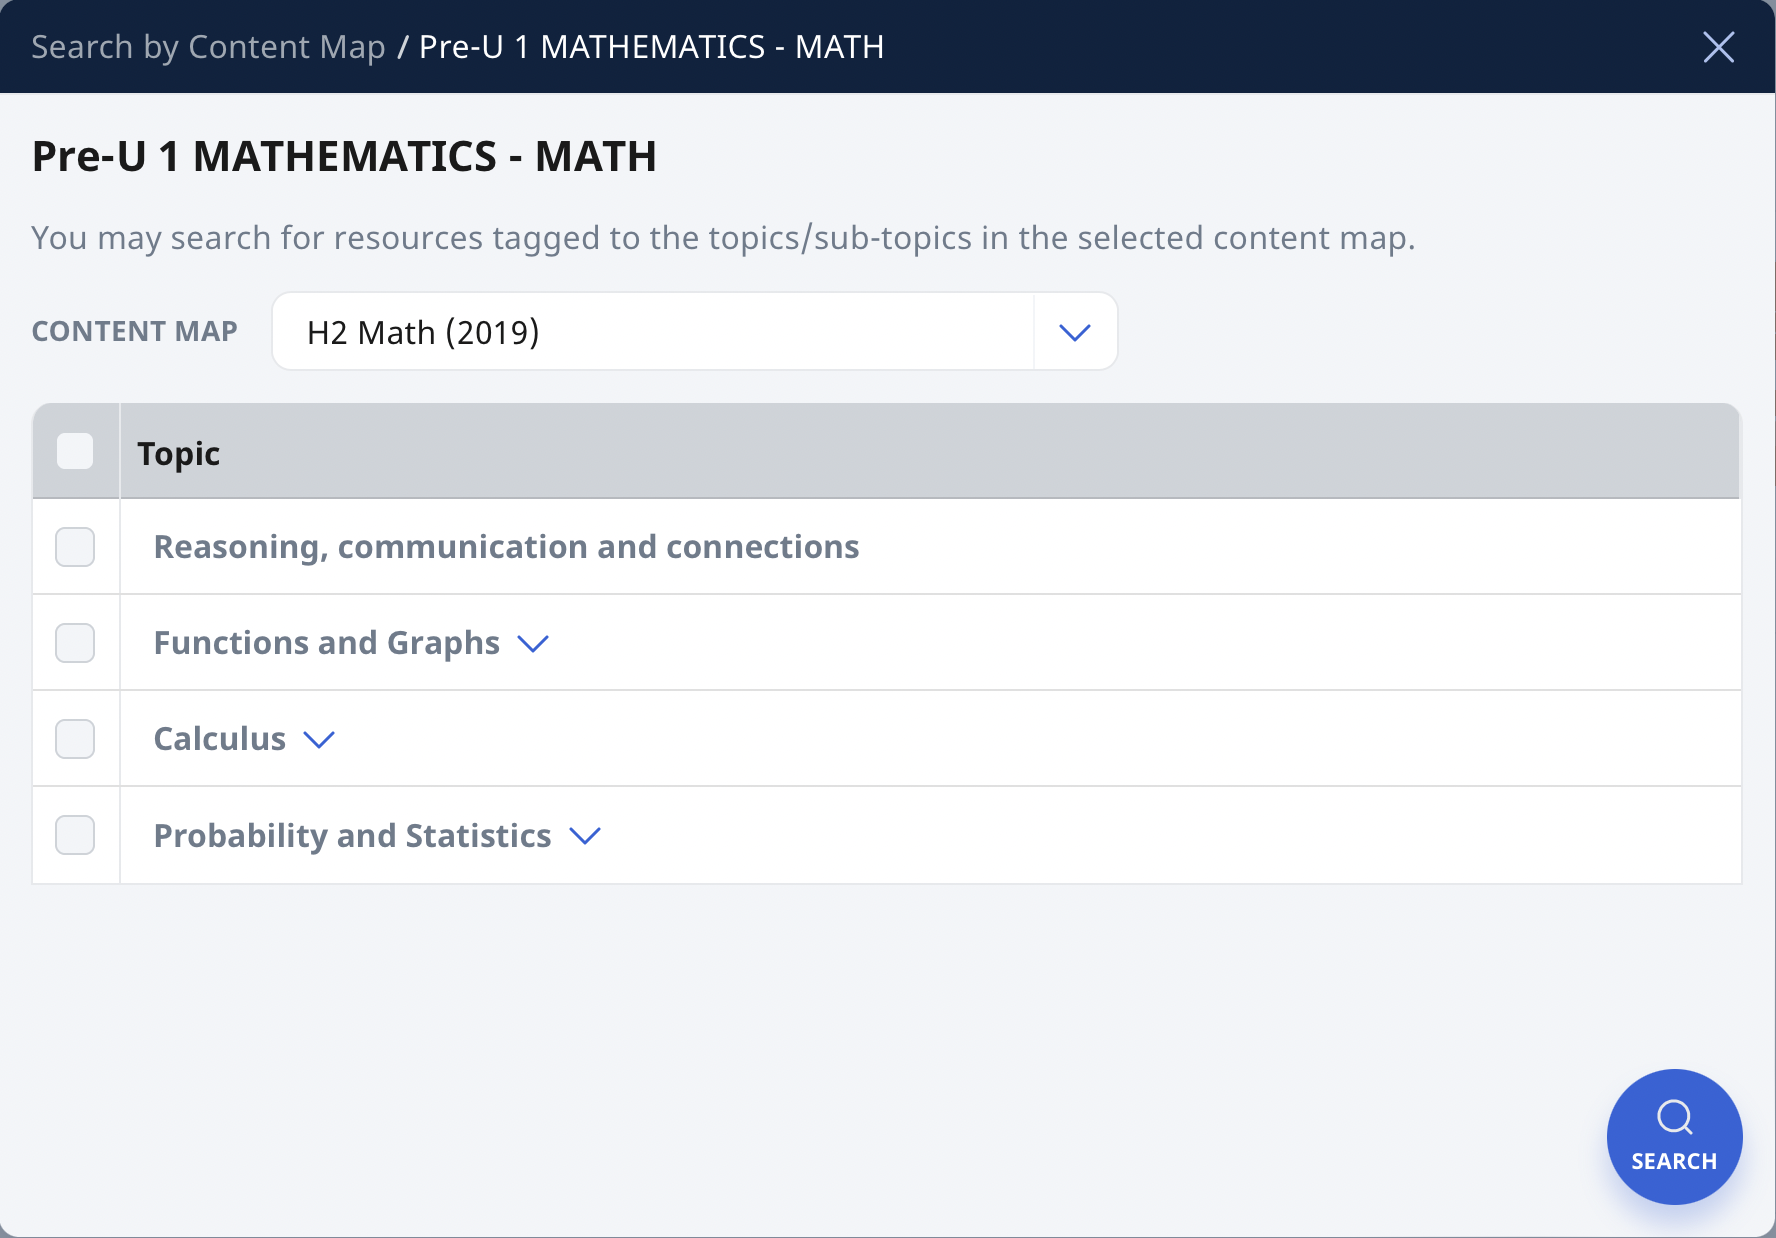 Search by Content Map / Pre-U 1 MATHEMATICS - MATH
Pre-U 1 MATHEMATICS - MATH
You may search for resources tagged to the topics/sub-topics in the selected content map.
CONTENT MAP H2 Math (2019)
Topic
Reasoning, communication and connections
Functions and Graphs
Calculus
Probability and Statistics
SEARCH